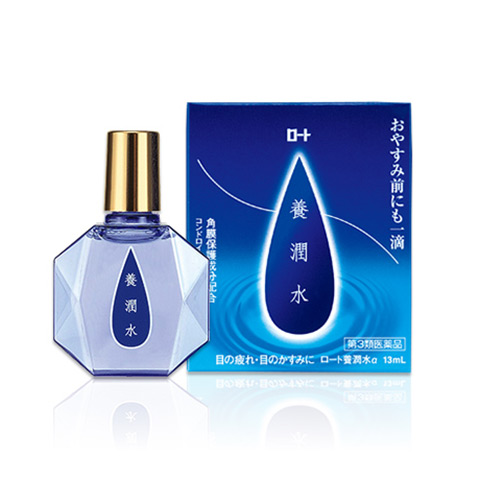 ロート
おやすみ前にも一滴
養潤水
角膜保護成分配合
コンドロイ
第3類医薬品
目の疲れ・目のかすみに ロート養潤水α 13mL
養潤水